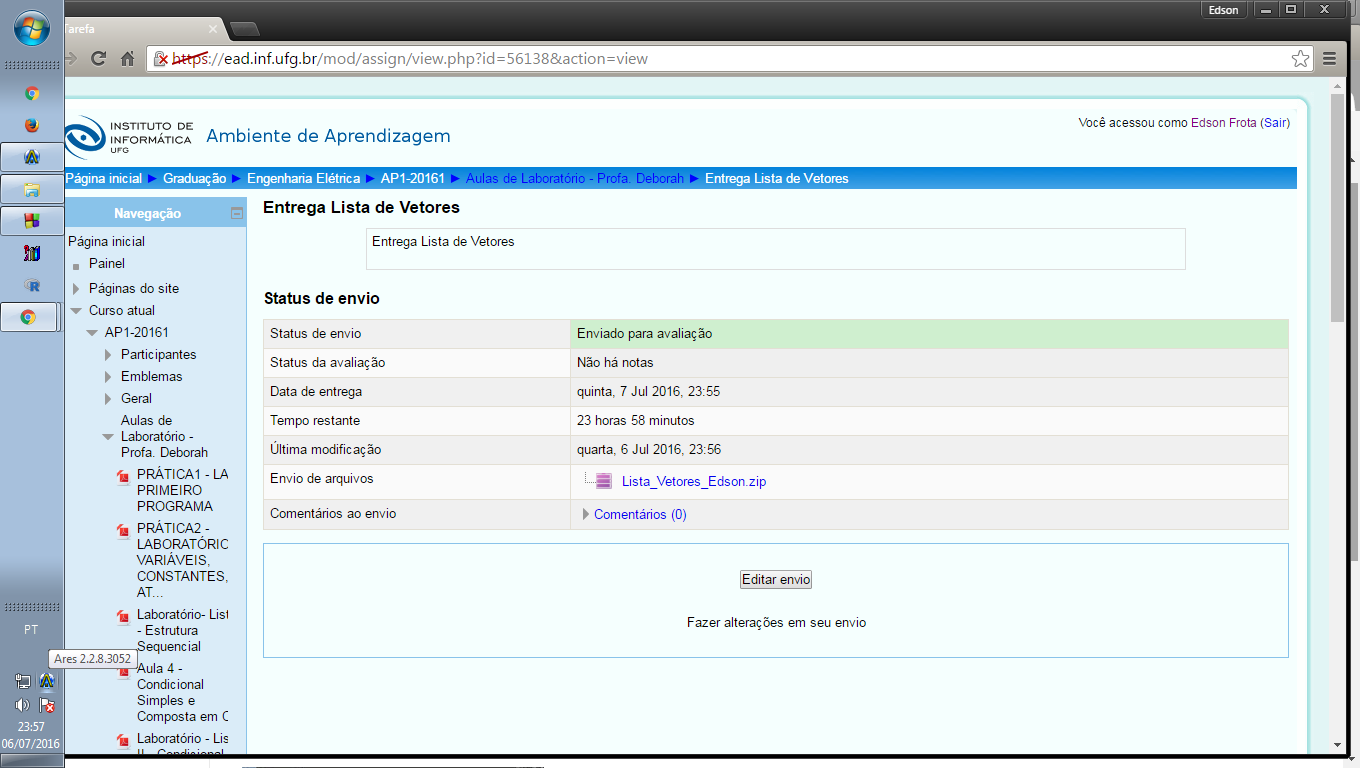 Edson
Tarefa
https://ead.inf.ufg.br/mod/assign/view.php?id=56138&action=view
INSTITUTO DE
INFORMÁTICA
UFG
Ambiente de Aprendizagem
Você acessou como Edson Frota (Sair)
Página inicial ► Graduação ► Engenharia Elétrica ► AP1-20161 ► Aulas de Laboratório - Profa. Deborah ► Entrega Lista de Vetores
Navegação
Página inicial
Painel
Páginas do site
Curso atual
AP1-20161
Participantes
Emblemas
Geral
Aulas de
Laboratório -
Profa. Deborah
PRÁTICA1 - LA
PRIMEIRO
PROGRAMA
PRÁTICA2 -
LABORATÓRIO
VARIÁVEIS,
CONSTANTES,
AT...
Laboratório- List
- Estrutura
Sequencial
Aula 4 -
Condicional
Simples e
Composta em C
Laboratório - Lis
II - Condicional
Entrega Lista de Vetores
Entrega Lista de Vetores
Status de envio
Status de envio Enviado para avaliação
Status da avaliação Não há notas
Data de entrega quinta, 7 Jul 2016, 23:55
Tempo restante 23 horas 58 minutos
Última modificação quarta, 6 Jul 2016, 23:56
Envio de arquivos Lista_Vetores_Edson.zip
Comentários ao envio Comentários (0)
Editar envio
Fazer alterações em seu envio
PT
Ares 2.2.8.3052
23:57
06/07/2016